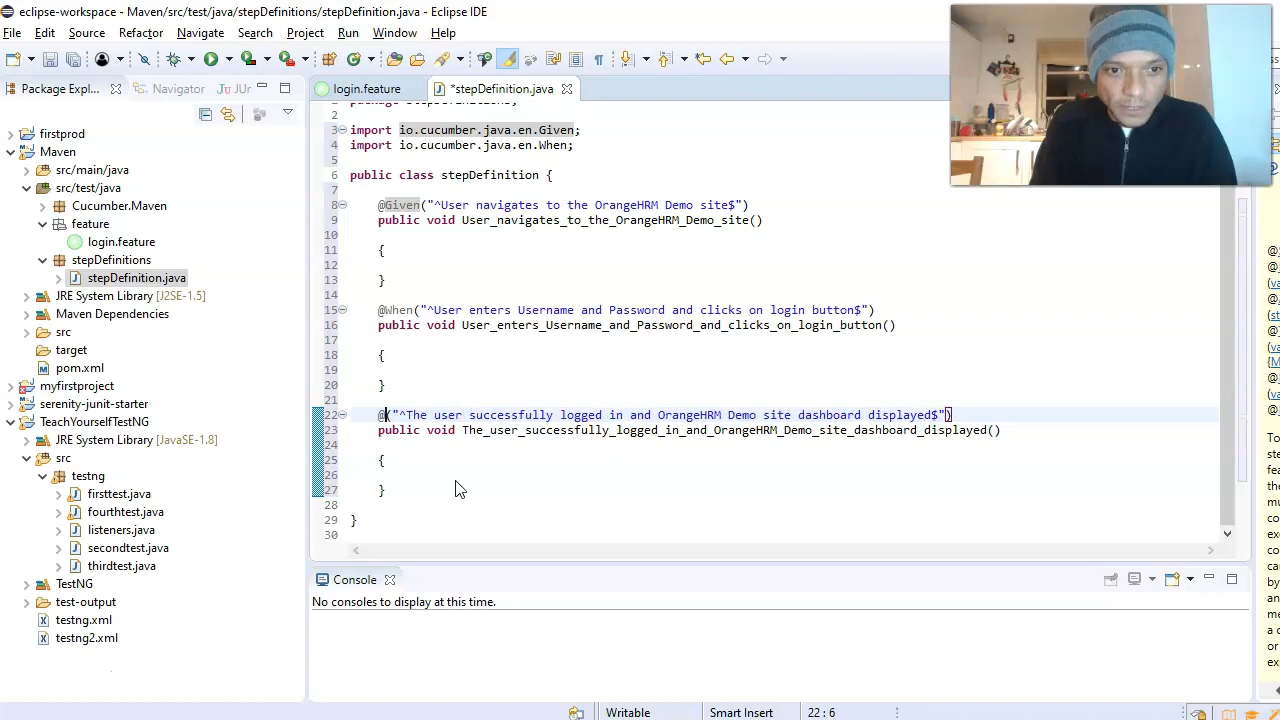 eclipse-workspace - Maven/src/test/java/stepDefinitions/stepDefinition.java - Eclipse IDE
File Edit Source Refactor Navigate Search Project Run Window Help
Package Expl... Navigator JUr
login.feature *stepDefinition.java
firstprod
Maven
src/main/java
src/test/java
Cucumber.Maven
feature
login.feature
stepDefinitions
stepDefinition.java
JRE System Library [J2SE-1.5]
Maven Dependencies
src
target
pom.xml
myfirstproject
serenity-junit-starter
TeachYourselfTestNG
JRE System Library [JavaSE-1.8]
src
testng
firsttest.java
fourthtest.java
listeners.java
secondtest.java
thirdtest.java
TestNG
test-output
testng.xml
testng2.xml
package stepDefinitions;
2
3 import io.cucumber.java.en.Given;
4 import io.cucumber.java.en.When;
5
6 public class stepDefinition {
7
8 @Given("^User navigates to the OrangeHRM Demo site$")
9 public void User_navigates_to_the_OrangeHRM_Demo_site()
10
11 {
12
13 }
14
15 @When("^User enters Username and Password and clicks on login button$")
16 public void User_enters_Username_and_Password_and_clicks_on_login_button()
17
18 {
19
20 }
21
22 @("^The user successfully logged in and OrangeHRM Demo site dashboard displayed$")
23 public void The_user_successfully_logged_in_and_OrangeHRM_Demo_site_dashboard_displayed()
24
25 {
26
27 }
28
29 }
30
Console
No consoles to display at this time.
Writable Smart Insert 22 : 6